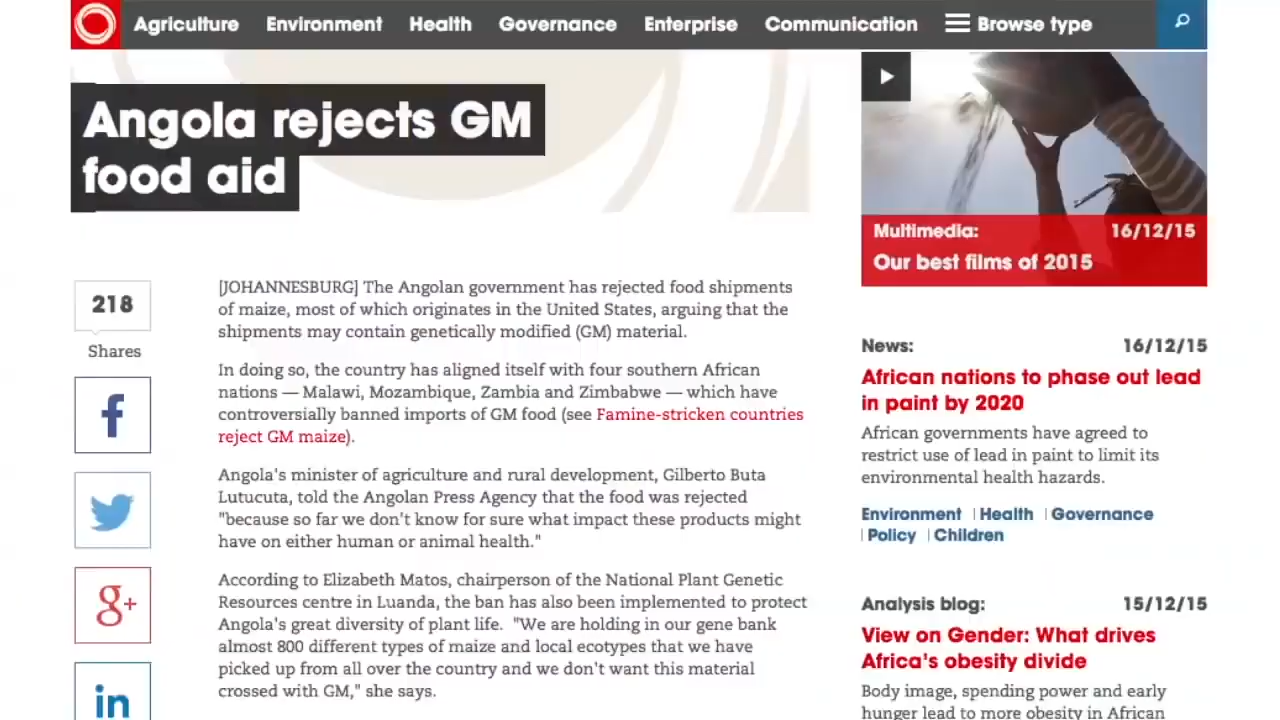 Agriculture Environment Health Governance Enterprise Communication Browse type
Angola rejects GM
food aid
218
Shares
[JOHANNESBURG] The Angolan government has rejected food shipments
of maize, most of which originates in the United States, arguing that the
shipments may contain genetically modified (GM) material.
In doing so, the country has aligned itself with four southern African
nations — Malawi, Mozambique, Zambia and Zimbabwe — which have
controversially banned imports of GM food (see Famine-stricken countries
reject GM maize).
Angola's minister of agriculture and rural development, Gilberto Buta
Lutucuta, told the Angolan Press Agency that the food was rejected
"because so far we don't know for sure what impact these products might
have on either human or animal health."
According to Elizabeth Matos, chairperson of the National Plant Genetic
Resources centre in Luanda, the ban has also been implemented to protect
Angola's great diversity of plant life. "We are holding in our gene bank
almost 800 different types of maize and local ecotypes that we have
picked up from all over the country and we don't want this material
crossed with GM," she says.
Multimedia: 16/12/15
Our best films of 2015
News: 16/12/15
African nations to phase out lead
in paint by 2020
African governments have agreed to
restrict use of lead in paint to limit its
environmental health hazards.
Environment | Health | Governance
| Policy | Children
Analysis blog: 15/12/15
View on Gender: What drives
Africa's obesity divide
Body image, spending power and early
hunger lead to more obesity in African
f
g+
in